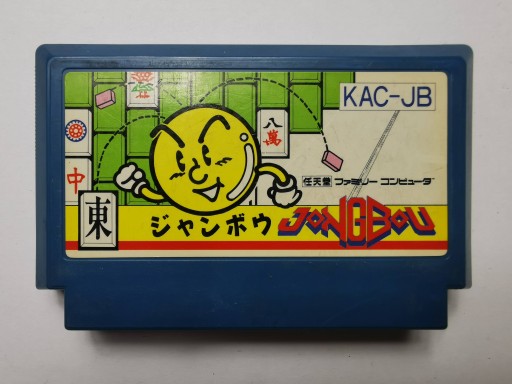 KAC-JB
八萬
中
任天堂 ファミリー コンピュータ
東
ジャンボウ JONGBOU